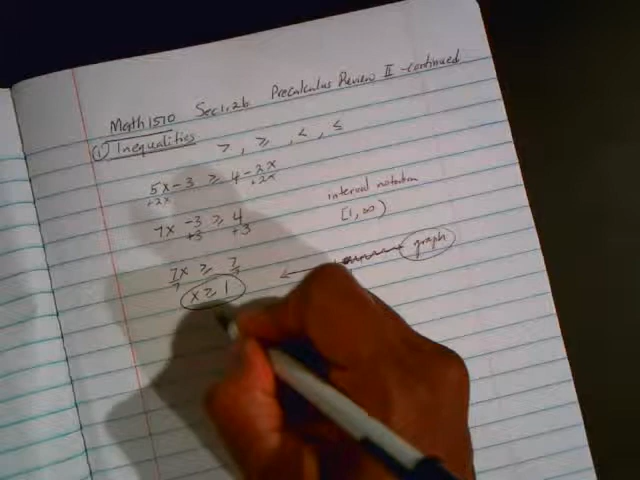 Math 1570 Sec 1.2b Precalculus Review II - continued
① Inequalities >, ≥, <, ≤
5x - 3 ≥ 4 - 2x
+2x +2x
interval notation
7x - 3 ≥ 4
+3 +3
[1, ∞)
graph
7x ≥ 7
7 7
x ≥ 1